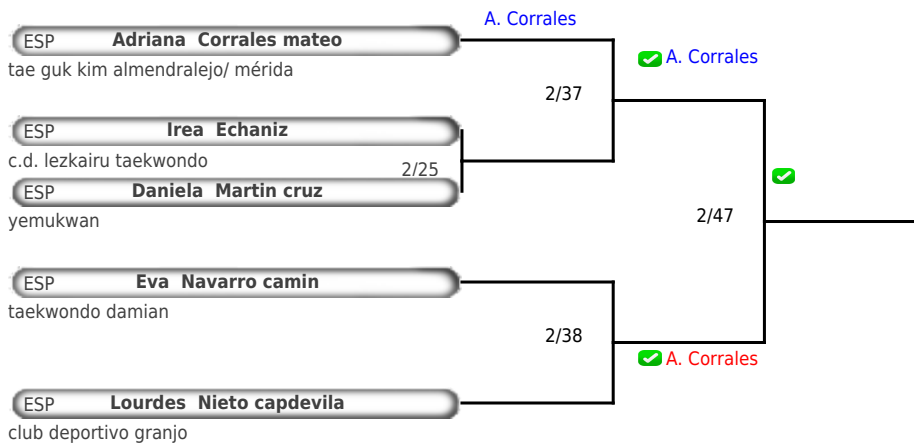 A. Corrales
ESP Adriana Corrales mateo
tae guk kim almendralejo/ mérida
A. Corrales
2/37
ESP Irea Echaniz
c.d. lezkairu taekwondo
2/25
ESP Daniela Martin cruz
yemukwan
2/47
ESP Eva Navarro camin
taekwondo damian
2/38
A. Corrales
ESP Lourdes Nieto capdevila
club deportivo granjo